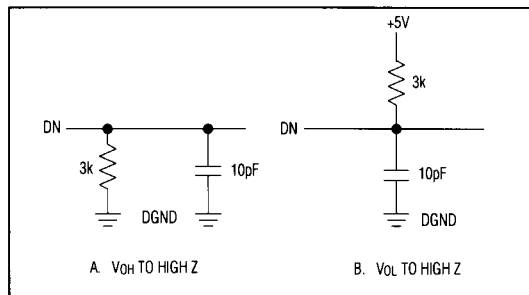 +5V
3k
DN
3k
10pF
DGND
A. VOH TO HIGH Z
DN
10pF
DGND
B. VOL TO HIGH Z